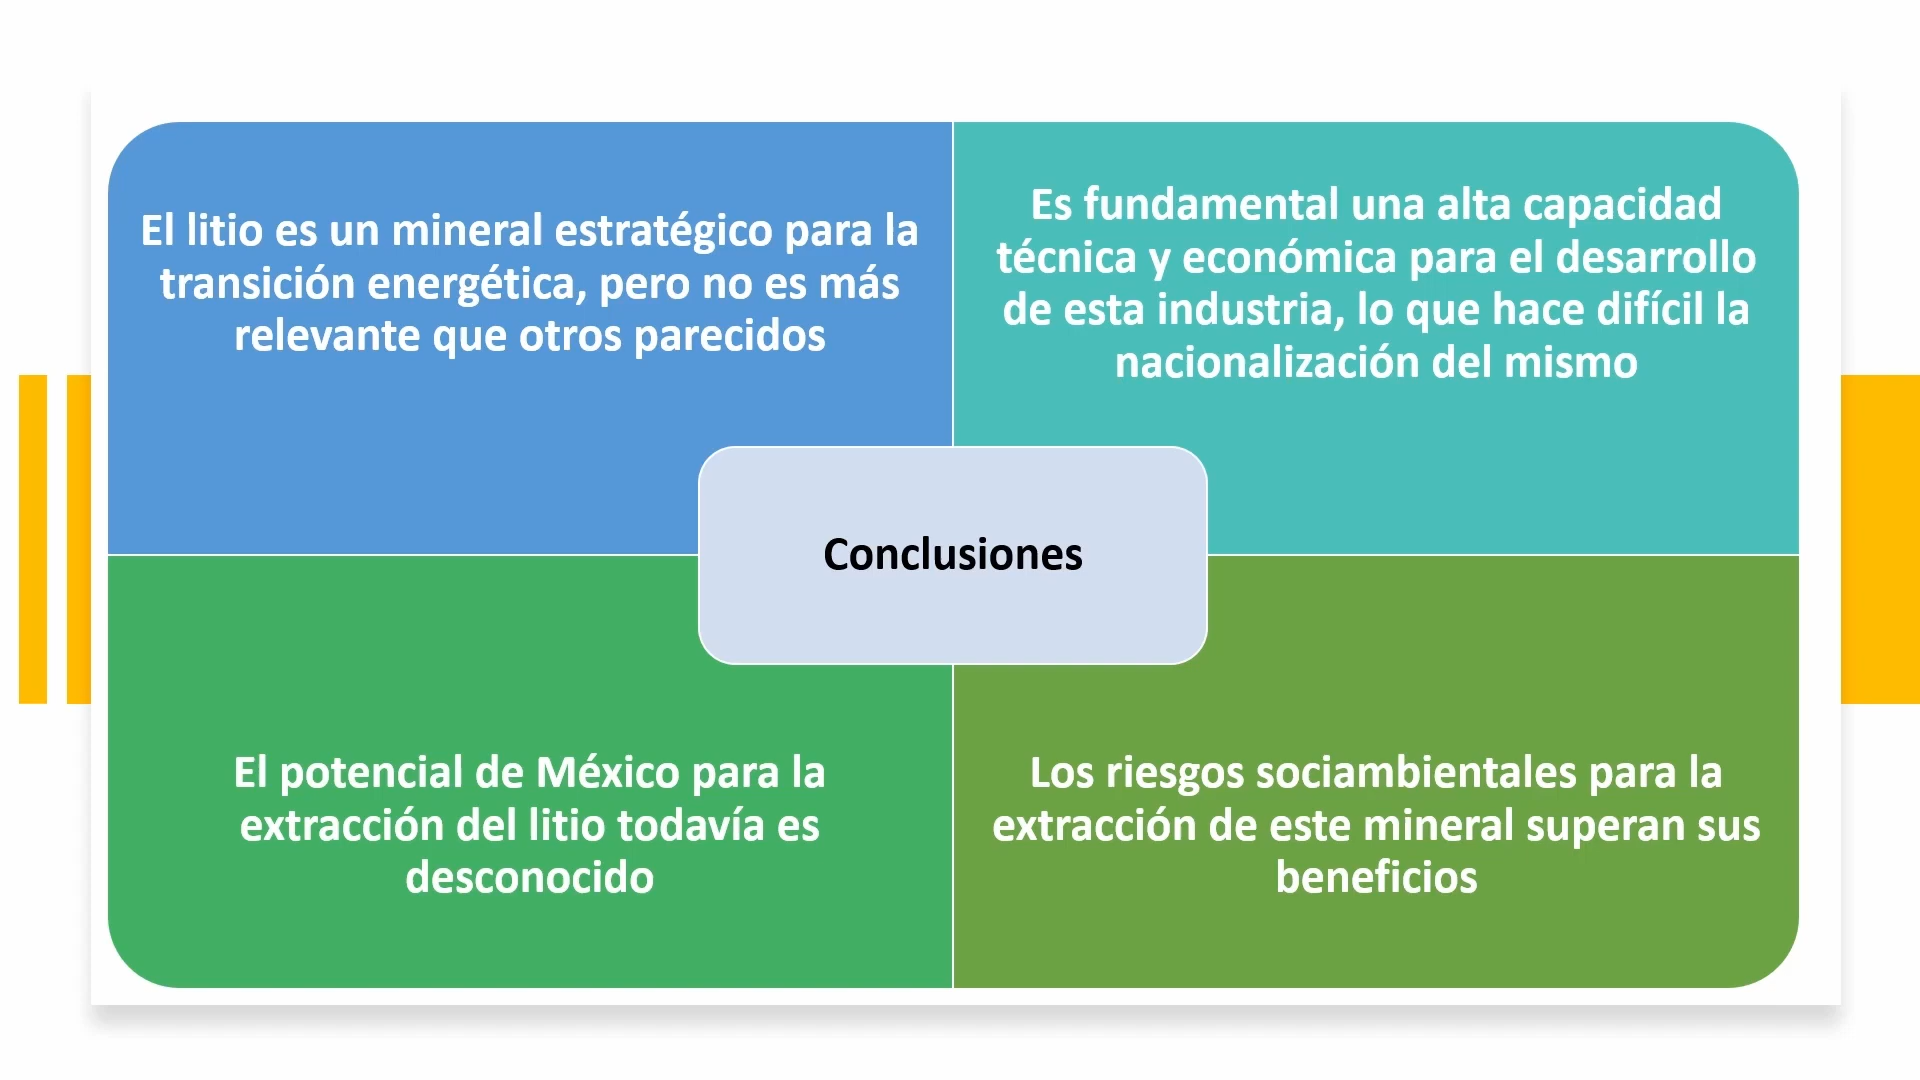 El litio es un mineral estratégico para la
transición energética, pero no es más
relevante que otros parecidos
Es fundamental una alta capacidad
técnica y económica para el desarrollo
de esta industria, lo que hace difícil la
nacionalización del mismo
Conclusiones
El potencial de México para la
extracción del litio todavía es
desconocido
Los riesgos sociambientales para la
extracción de este mineral superan sus
beneficios